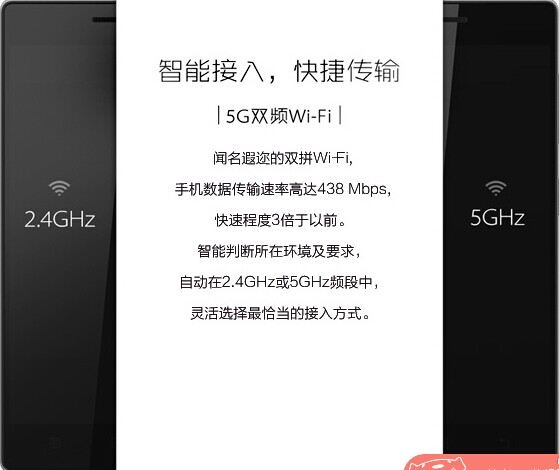 智能接入，快捷传输
|5G双频Wi-Fi|
闻名遐迩的双拼Wi-Fi,
手机数据传输速率高达438 Mbps,
快速程度3倍于以前。
智能判断所在环境及要求,
自动在2.4GHz或5GHz频段中,
灵活选择最恰当的接入方式。
2.4GHz
5GHz